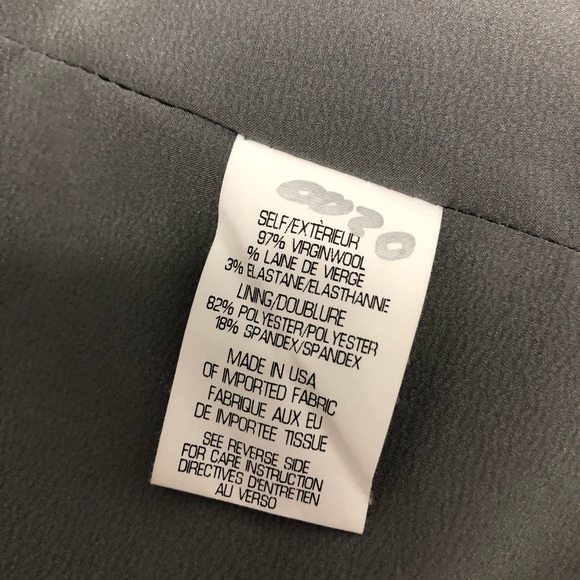 SELF/EXTÈRIEUR
97% VIRGINWOOL
% LAINE DE VIERGE
3% ELASTANE/ELASTHANNE
LINING/DOUBLURE
82% POLYESTER/POLYESTER
18% SPANDEX/SPANDEX
MADE IN USA
OF IMPORTED FABRIC
FABRIQUE AUX EU
DE IMPORTEE TISSUE
SEE REVERSE SIDE
FOR CARE INSTRUCTION
DIRECTIVES D'ENTRETIEN
AU VERSO